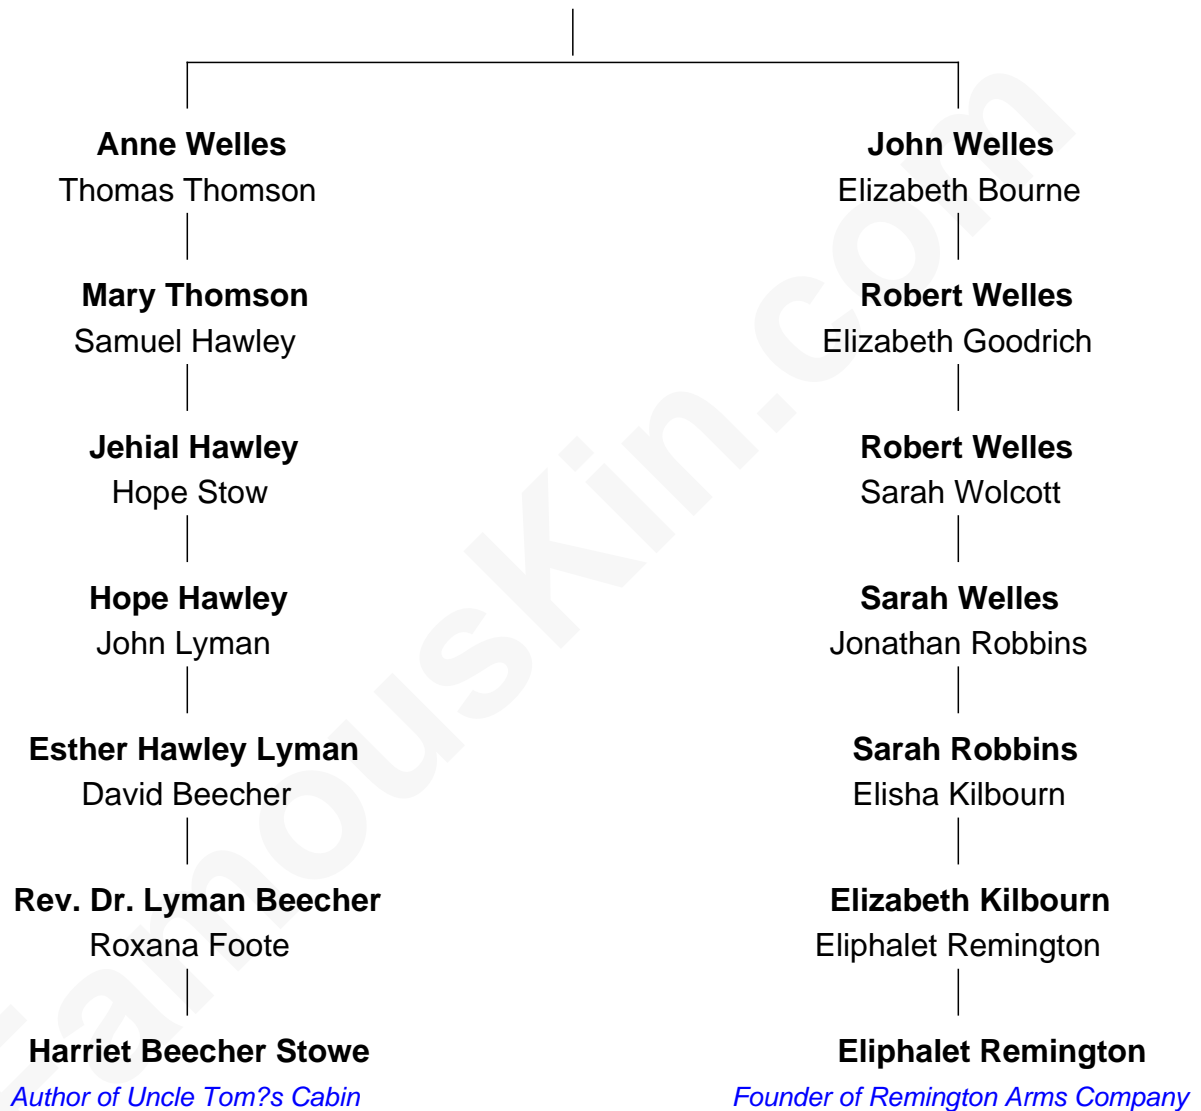 Anne Welles
Thomas Thomson
Mary Thomson
Samuel Hawley
Jehial Hawley
Hope Stow
Hope Hawley
John Lyman
Esther Hawley Lyman
David Beecher
Rev. Dr. Lyman Beecher
Roxana Foote
Harriet Beecher Stowe
Author of Uncle Tom?s Cabin
John Welles
Elizabeth Bourne
Robert Welles
Elizabeth Goodrich
Robert Welles
Sarah Wolcott
Sarah Welles
Jonathan Robbins
Sarah Robbins
Elisha Kilbourn
Elizabeth Kilbourn
Eliphalet Remington
Eliphalet Remington
Founder of Remington Arms Company
FamousKin.com